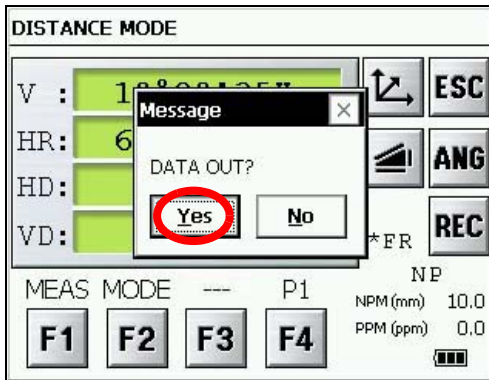 DISTANCE MODE
V :
ESC
Message
HR: 6
DATA OUT?
ANG
HD:
Yes No
VD:
*FR
REC
NP
MEAS MODE --- P1
NPM (mm) 10.0
F1 F2 F3 F4
PPM (ppm) 0.0